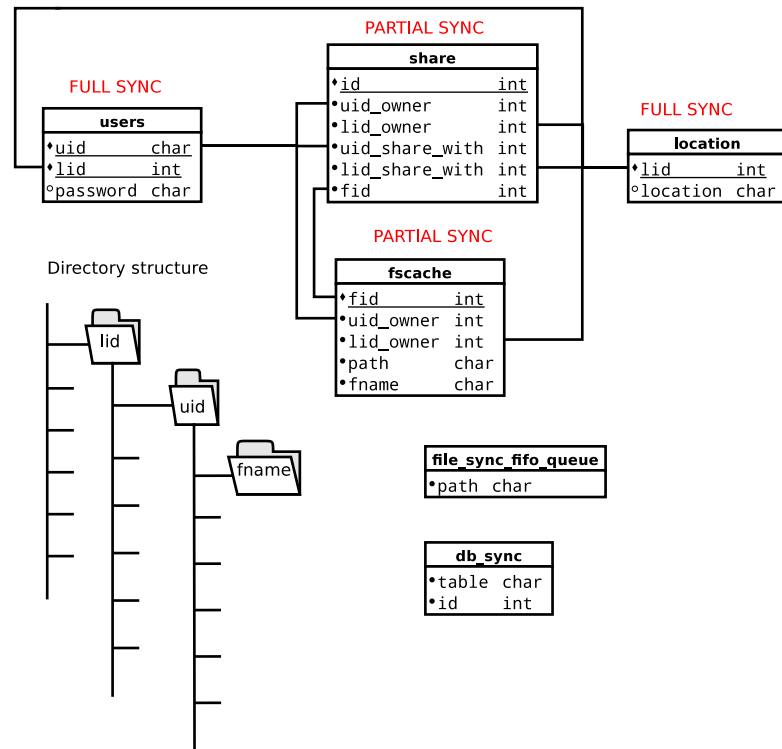 PARTIAL SYNC
share
id int
uid_owner int
lid_owner int
uid_share_with int
lid_share_with int
fid int
FULL SYNC
users
uid char
lid int
password char
FULL SYNC
location
lid int
location char
PARTIAL SYNC
fscache
fid int
uid_owner int
lid_owner int
path char
fname char
Directory structure
lid
uid
fname
file_sync_fifo_queue
path char
db_sync
table char
id int